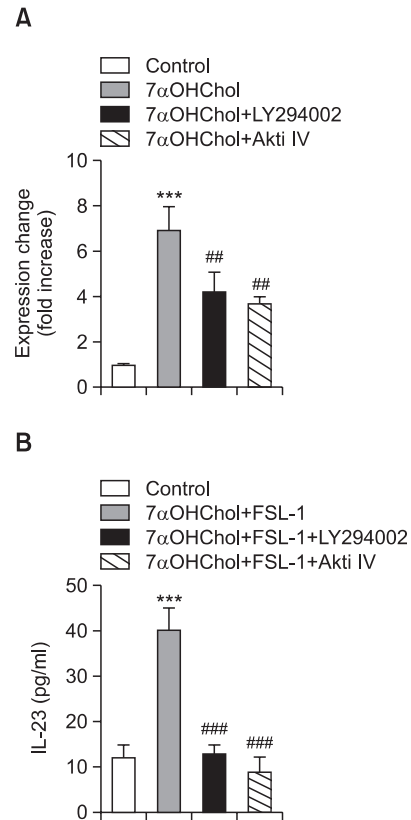 A
Control
7αOHChol
7αOHChol+LY294002
7αOHChol+Akti IV
Expression change
(fold increase)
10
8
6
4
2
0
***
##
##
B
Control
7αOHChol+FSL-1
7αOHChol+FSL-1+LY294002
7αOHChol+FSL-1+Akti IV
IL-23 (pg/ml)
50
40
30
20
10
0
***
###
###